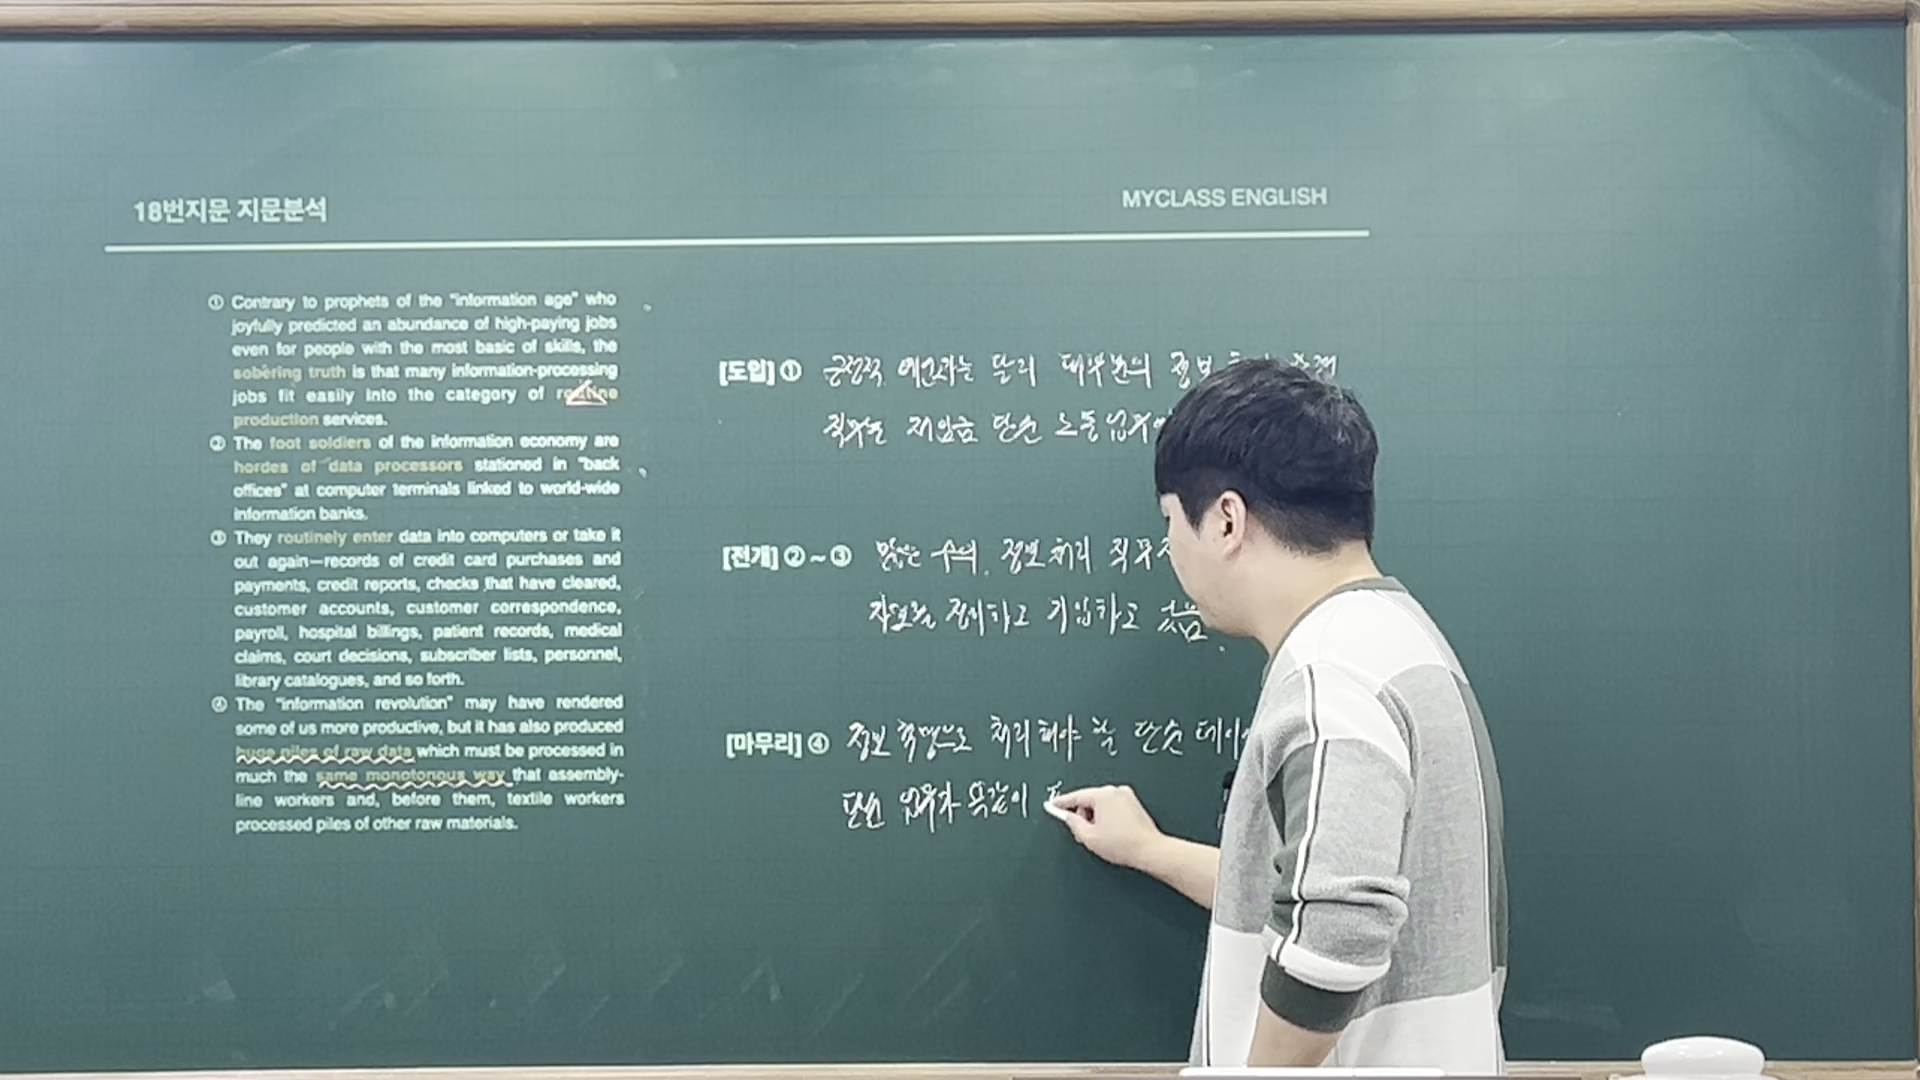 18번지문 지문분석
MYCLASS ENGLISH
① Contrary to prophets of the "information age" who
joyfully predicted an abundance of high-paying jobs
even for people with the most basic of skills, the
sobering truth is that many information-processing
jobs fit easily into the category of routine
production services.
② The foot soldiers of the information economy are
hordes of data processors stationed in "back
offices" at computer terminals linked to world-wide
information banks.
③ They routinely enter data into computers or take it
out again—records of credit card purchases and
payments, credit reports, checks that have cleared,
customer accounts, customer correspondence,
payroll, hospital billings, patient records, medical
claims, court decisions, subscriber lists, personnel,
library catalogues, and so forth.
④ The "information revolution" may have rendered
some of us more productive, but it has also produced
huge piles of raw data which must be processed in
much the same monotonous way that assembly-
line workers and, before them, textile workers
processed piles of other raw materials.
[도입] ① 긍정적 예언과는 달리 대부분의 정보
직무는 저임금 단순 노동
[전개] ② ~ ③ 많은 수의 정보처리 직무
정리하고 기입하고 있음
[마무리] ④ 정보 혁명으로 처리해야 할 단순
단순 업무와 똑같이